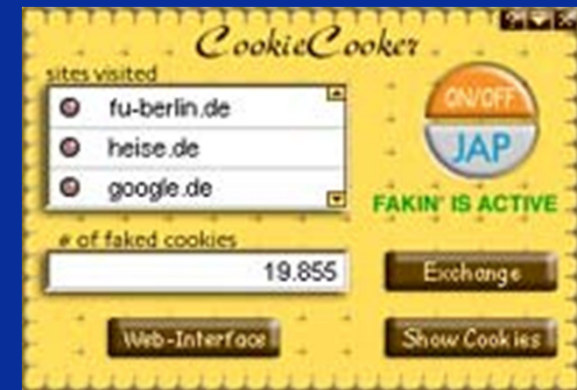 CookieCooker
sites visited
fu-berlin.de
heise.de
google.de
ON/OFF
JAP
FAKIN' IS ACTIVE
# of faked cookies
19.855
Exchange
Web-Interface
Show Cookies